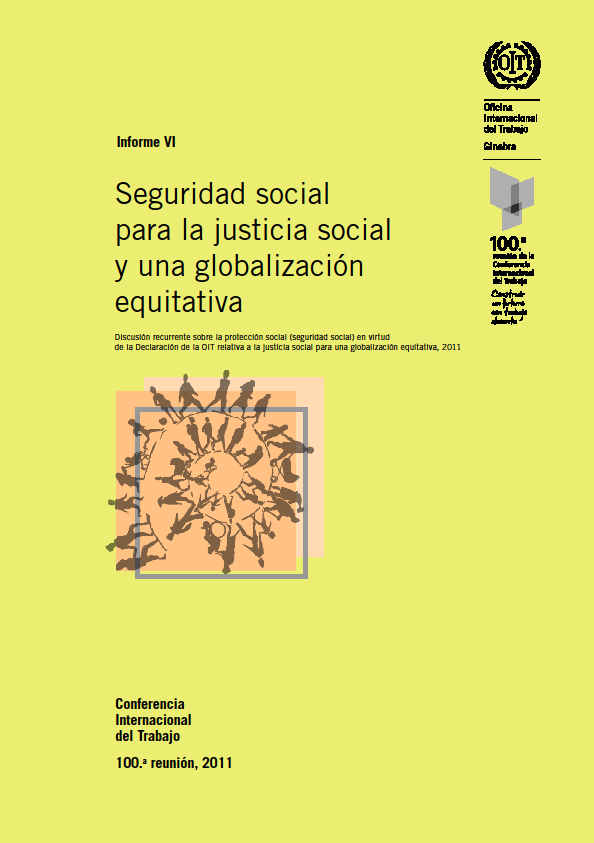 OIT
Oficina
Internacional
del Trabajo
Ginebra
Informe VI
Seguridad social
para la justicia social
y una globalización
equitativa
100.ª
reunión de la
Conferencia
Internacional
del Trabajo
Construir
un futuro
con trabajo
decente
Discusión recurrente sobre la protección social (seguridad social) en virtud
de la Declaración de la OIT relativa a la justicia social para una globalización equitativa, 2011
Conferencia
Internacional
del Trabajo
100.ª reunión, 2011